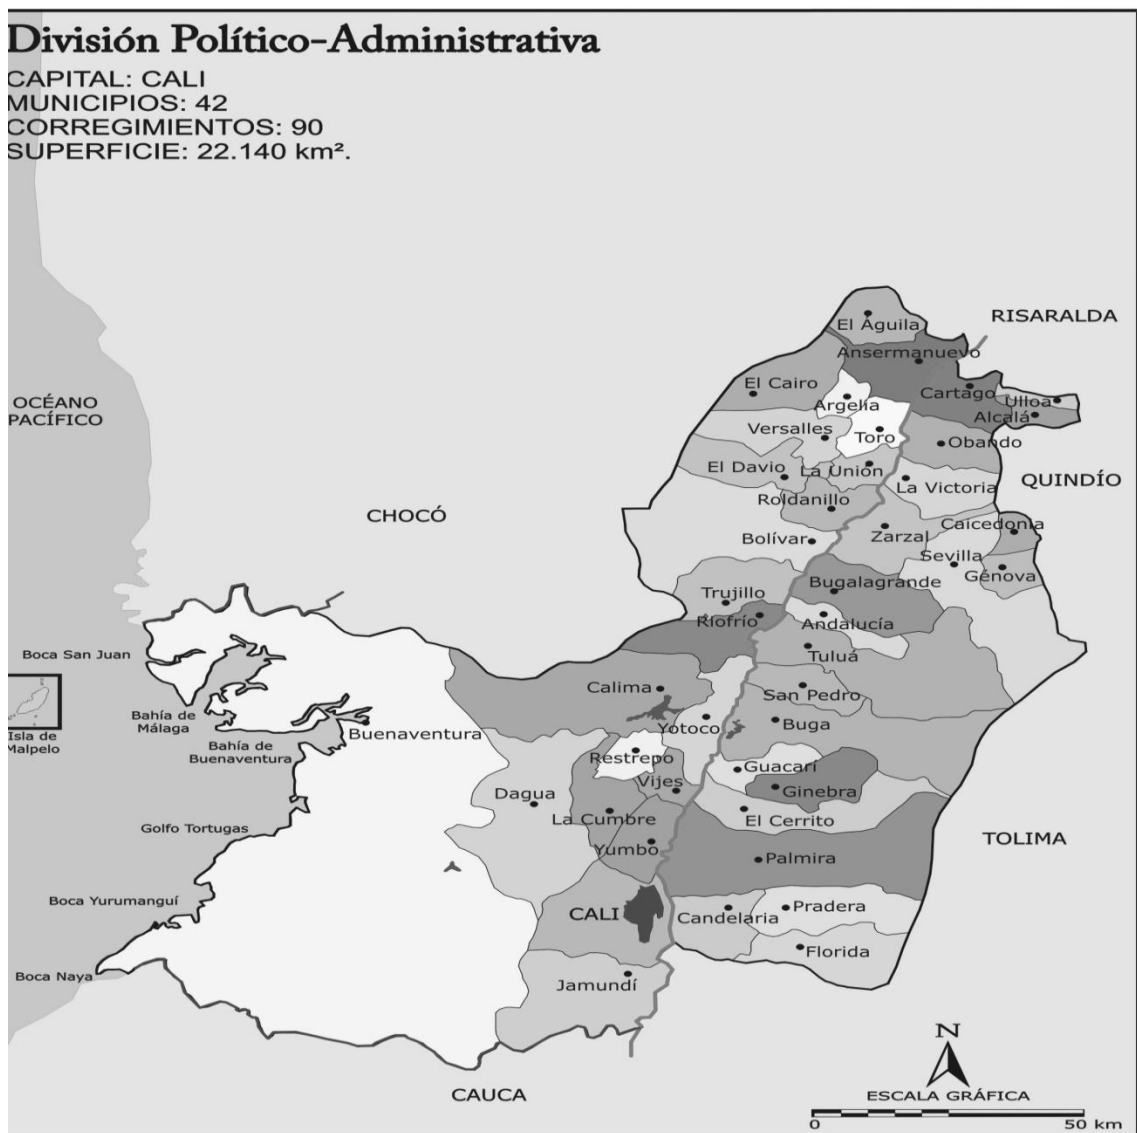 División Político-Administrativa
CAPITAL: CALI
MUNICIPIOS: 42
CORREGIMIENTOS: 90
SUPERFICIE: 22.140 km².
El Águila
RISARALDA
Ansermanuevo
El Cairo
Cartago
Ulloa
OCÉANO
PACÍFICO
Argelia
Alcalá
Versalles
Toro
Obando
El Davio
La Unión
QUINDÍO
La Victoria
Roldanillo
CHOCÓ
Caicedonia
Bolívar
Zarzal
Sevilla
Génova
Bugalagrande
Trujillo
Riofrío
Andalucía
Boca San Juan
Tuluá
Calima
San Pedro
Bahía de
Málaga
Yotoco
Buga
Isla de
Malpelo
Buenaventura
Bahía de
Buenaventura
Restrepo
Guacarí
Vijes
Dagua
Ginebra
La Cumbre
El Cerrito
Golfo Tortugas
TOLIMA
Yumbo
Palmira
Boca Yurumanguí
CALI
Candelaria
Pradera
Florida
Boca Naya
Jamundí
N
CAUCA
ESCALA GRÁFICA
0
50 km